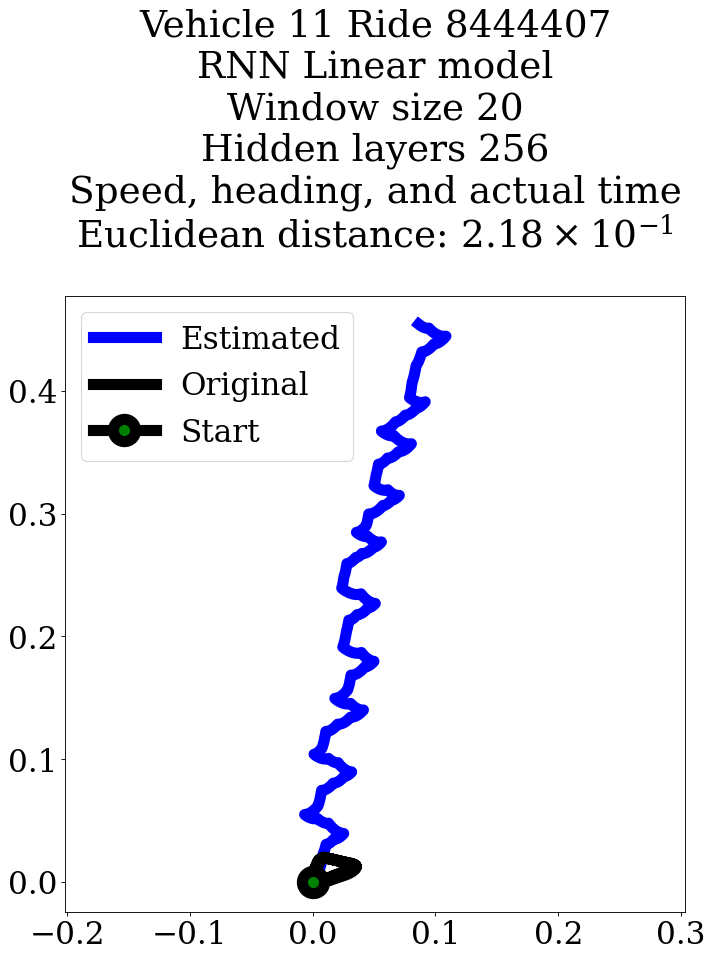 Vehicle 11 Ride 8444407
RNN Linear model
Window size 20
Hidden layers 256
Speed, heading, and actual time
Euclidean distance: 2.18 × 10⁻¹
Estimated
Original
Start
0.4
0.3
0.2
0.1
0.0
−0.2 −0.1 0.0 0.1 0.2 0.3